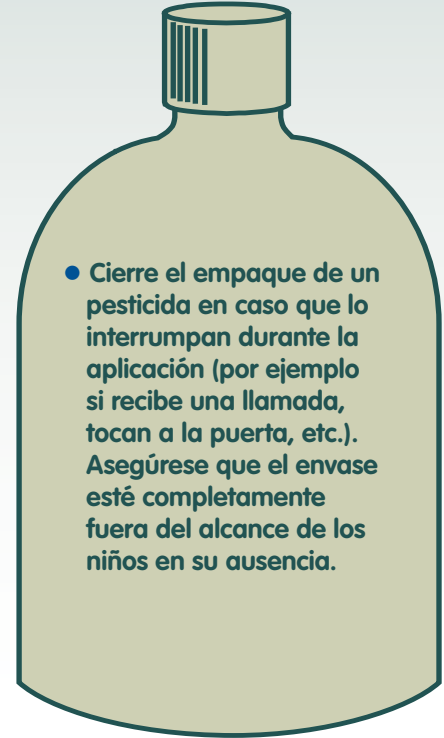 ● Cierre el empaque de un
pesticida en caso que lo
interrumpan durante la
aplicación (por ejemplo
si recibe una llamada,
tocan a la puerta, etc.).
Asegúrese que el envase
esté completamente
fuera del alcance de los
niños en su ausencia.